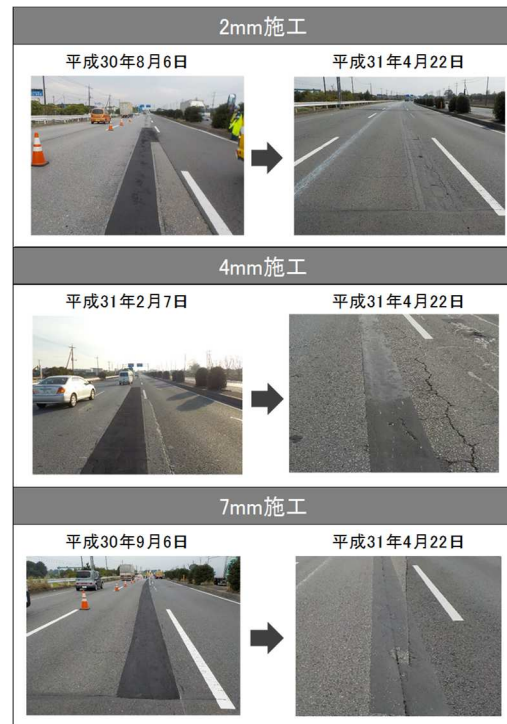 2mm施工
平成30年8月6日
平成31年4月22日
4mm施工
平成31年2月7日
平成31年4月22日
7mm施工
平成30年9月6日
平成31年4月22日